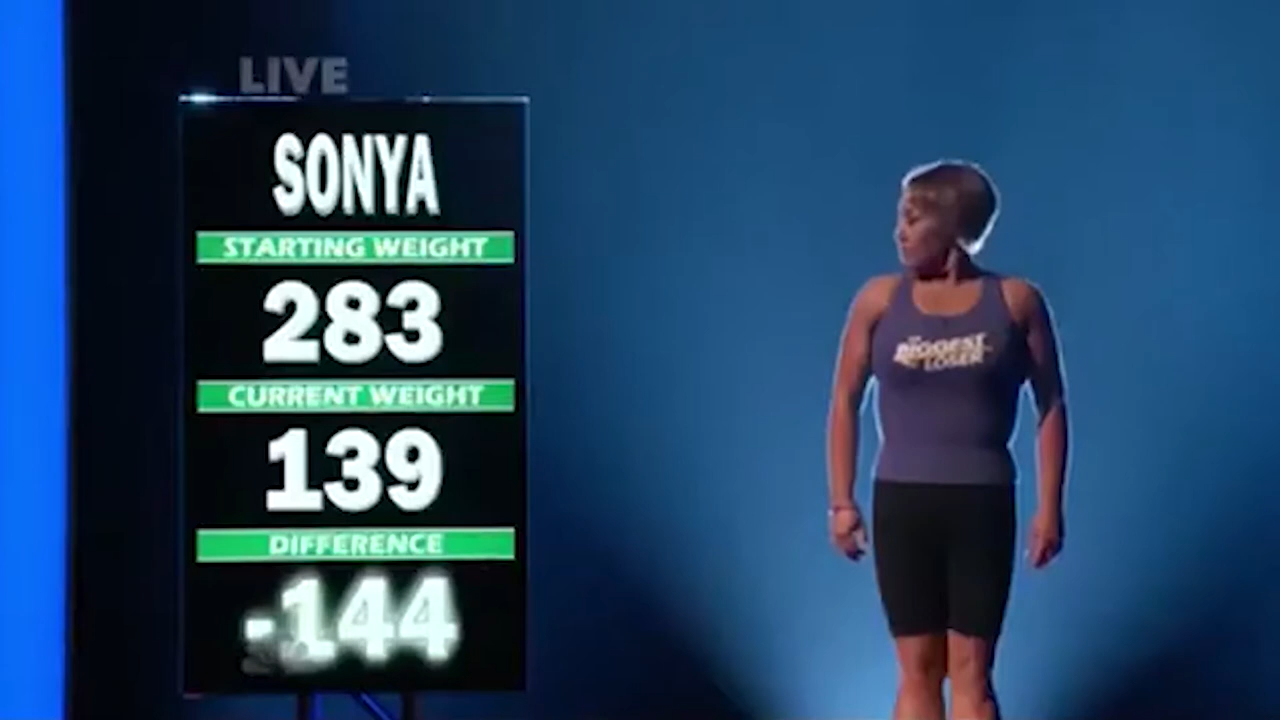 LIVE
SONYA
STARTING WEIGHT
283
CURRENT WEIGHT
139
DIFFERENCE
-144
BIGGEST
LOSER